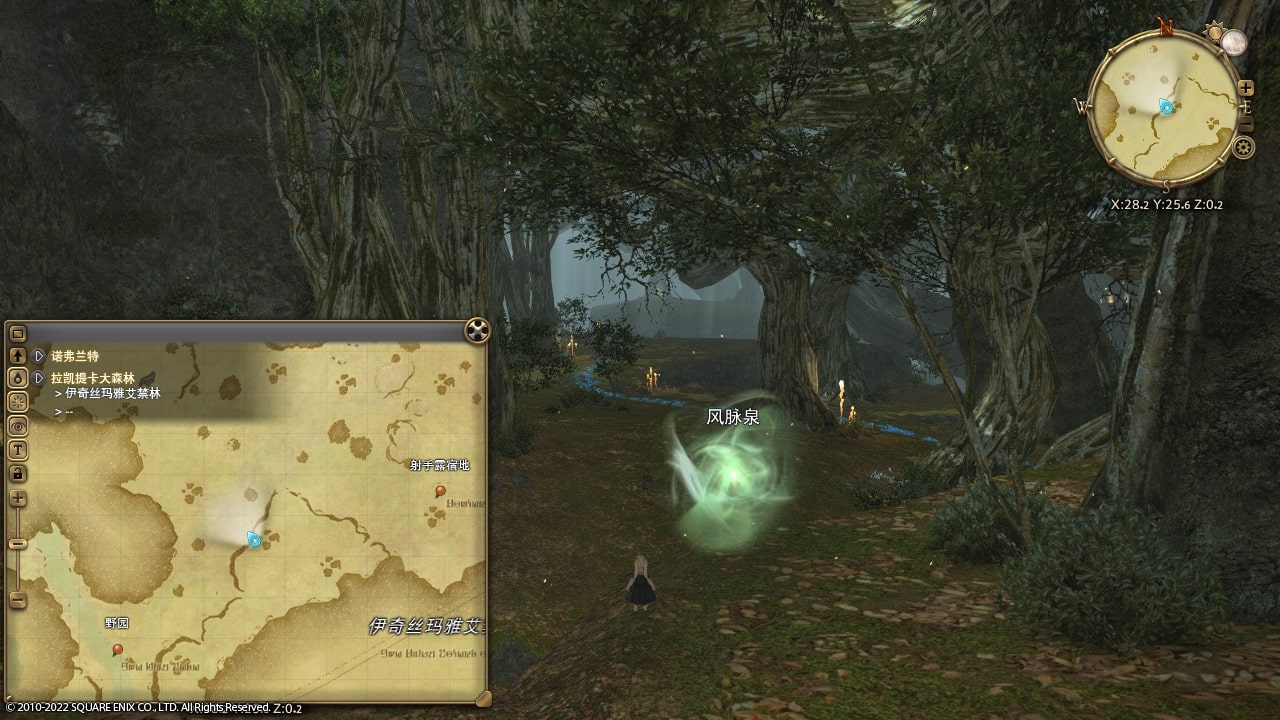 N
W
E
S
X:28.2 Y:25.6 Z:0.2
风脉泉
诺弗兰特
拉凯提卡大森林
> 伊奇丝玛雅艾禁林
> --
T
射手露宿地
野园
伊奇丝玛雅艾
© 2010-2022 SQUARE ENIX CO., LTD. All Rights Reserved. Z:0.2